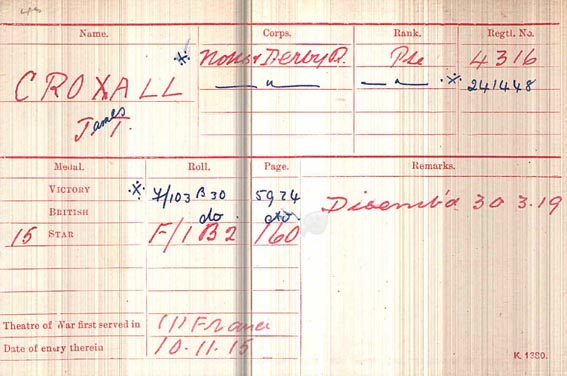 Name. Corps. Rank. Regtl. No.
CROXALL ·X· Notts & Derby R. Pte 4316
James T. —„— —„— ·X· 241448
Medal. Roll. Page. Remarks.
VICTORY ·X· F/103 B30 5924 Disemb'd 30 3.19
BRITISH do do
15 STAR F/1 B2 160
Theatre of War first served in (1) France
Date of entry therein 10.11.15
K. 1380.